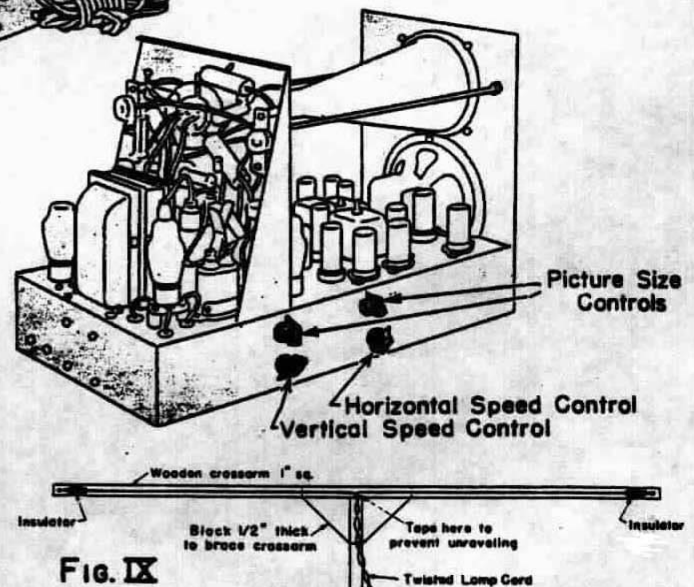 Picture Size
Controls
Horizontal Speed Control
Vertical Speed Control
Wooden crossarm 1" sq.
Insulator
Block 1/2" thick
to brace crossarm
Tape here to
prevent unraveling
Insulator
FIG. IX
Twisted Lamp Cord